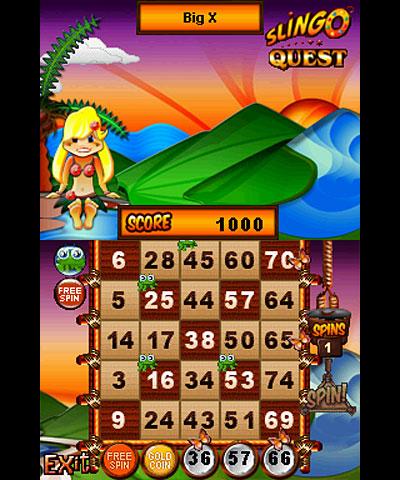 Big X
SLINGO
QUEST
SCORE 1000
6 28 45 60 70
FREE
SPIN
5 25 44 57 64
SPINS
1
14 17 38 50 65
3 16 34 53 74
SPIN!
9 24 43 51 69
EXIT!
FREE
SPIN
GOLD
COIN
36 57 66